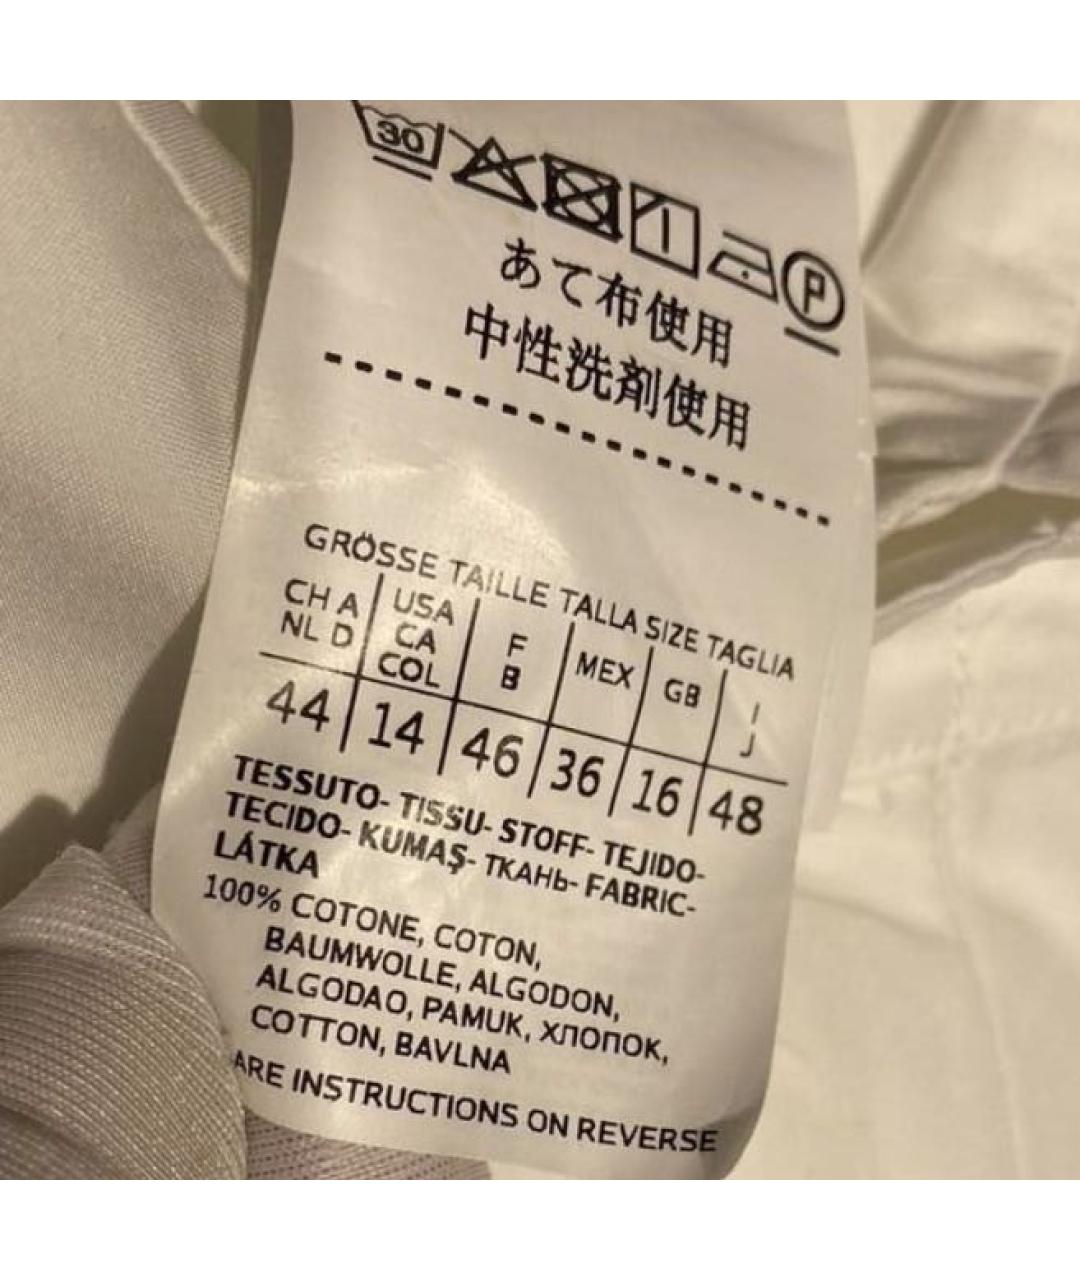 30
P
あて布使用
中性洗剤使用
GRÖSSE TAILLE TALLA SIZE TAGLIA
CH A NL D USA CA COL F B MEX GB I J
44 14 46 36 16 48
TESSUTO- TISSU- STOFF- TEJIDO-
TECIDO- KUMAŞ- ТКАНЬ- FABRIC-
LÁTKA
100% COTONE, COTON,
BAUMWOLLE, ALGODON,
ALGODAO, PAMUK, ХЛОПОК,
COTTON, BAVLNA
ARE INSTRUCTIONS ON REVERSE